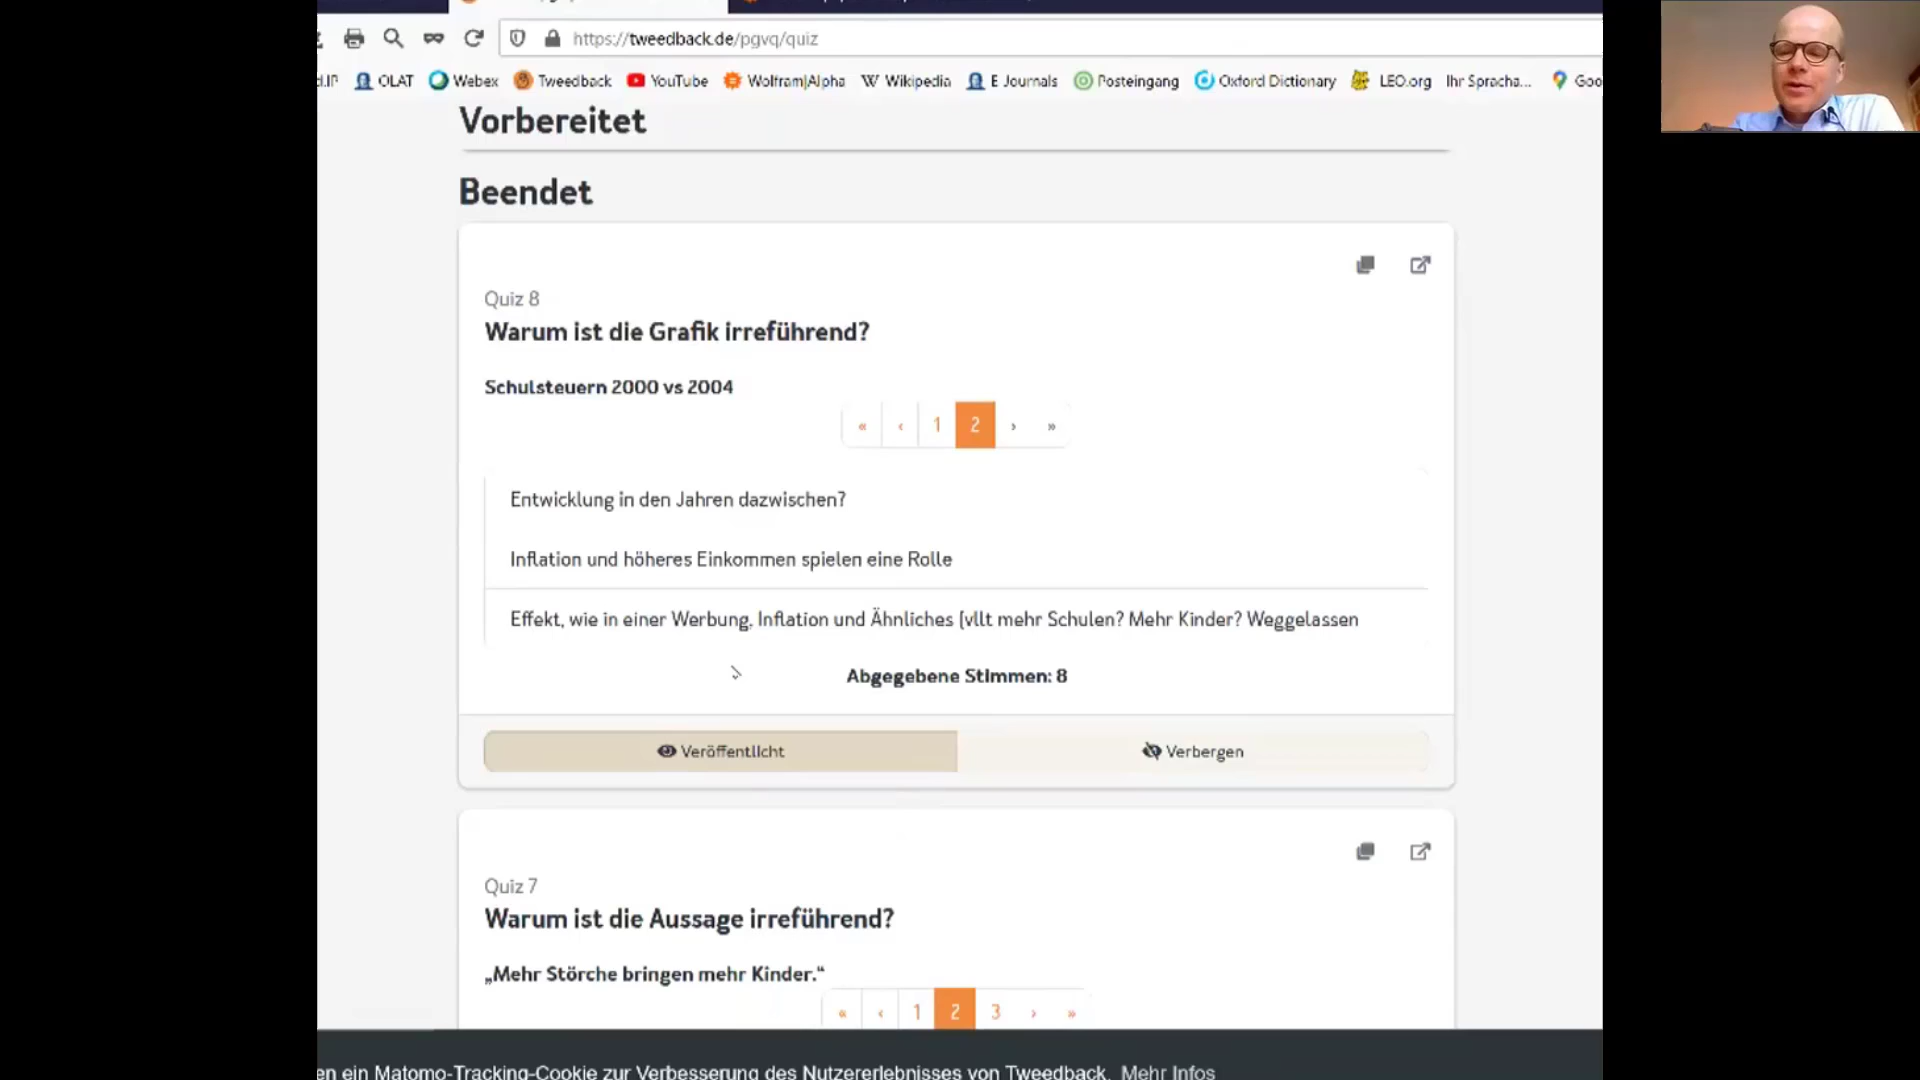 https://tweedback.de/pgvq/quiz
OLAT Webex Tweedback YouTube Wolfram|Alpha Wikipedia E Journals Posteingang Oxford Dictionary LEO.org Ihr Spracha... Goo
Vorbereitet
Beendet
Quiz 8
Warum ist die Grafik irreführend?
Schulsteuern 2000 vs 2004
« ‹ 1 2 › »
Entwicklung in den Jahren dazwischen?
Inflation und höheres Einkommen spielen eine Rolle
Effekt, wie in einer Werbung. Inflation und Ähnliches (vllt mehr Schulen? Mehr Kinder? Weggelassen
Abgegebene Stimmen: 8
Veröffentlicht Verbergen
Quiz 7
Warum ist die Aussage irreführend?
„Mehr Störche bringen mehr Kinder.“
« ‹ 1 2 3 › »
en ein Matomo-Tracking-Cookie zur Verbesserung des Nutzererlebnisses von Tweedback. Mehr Infos